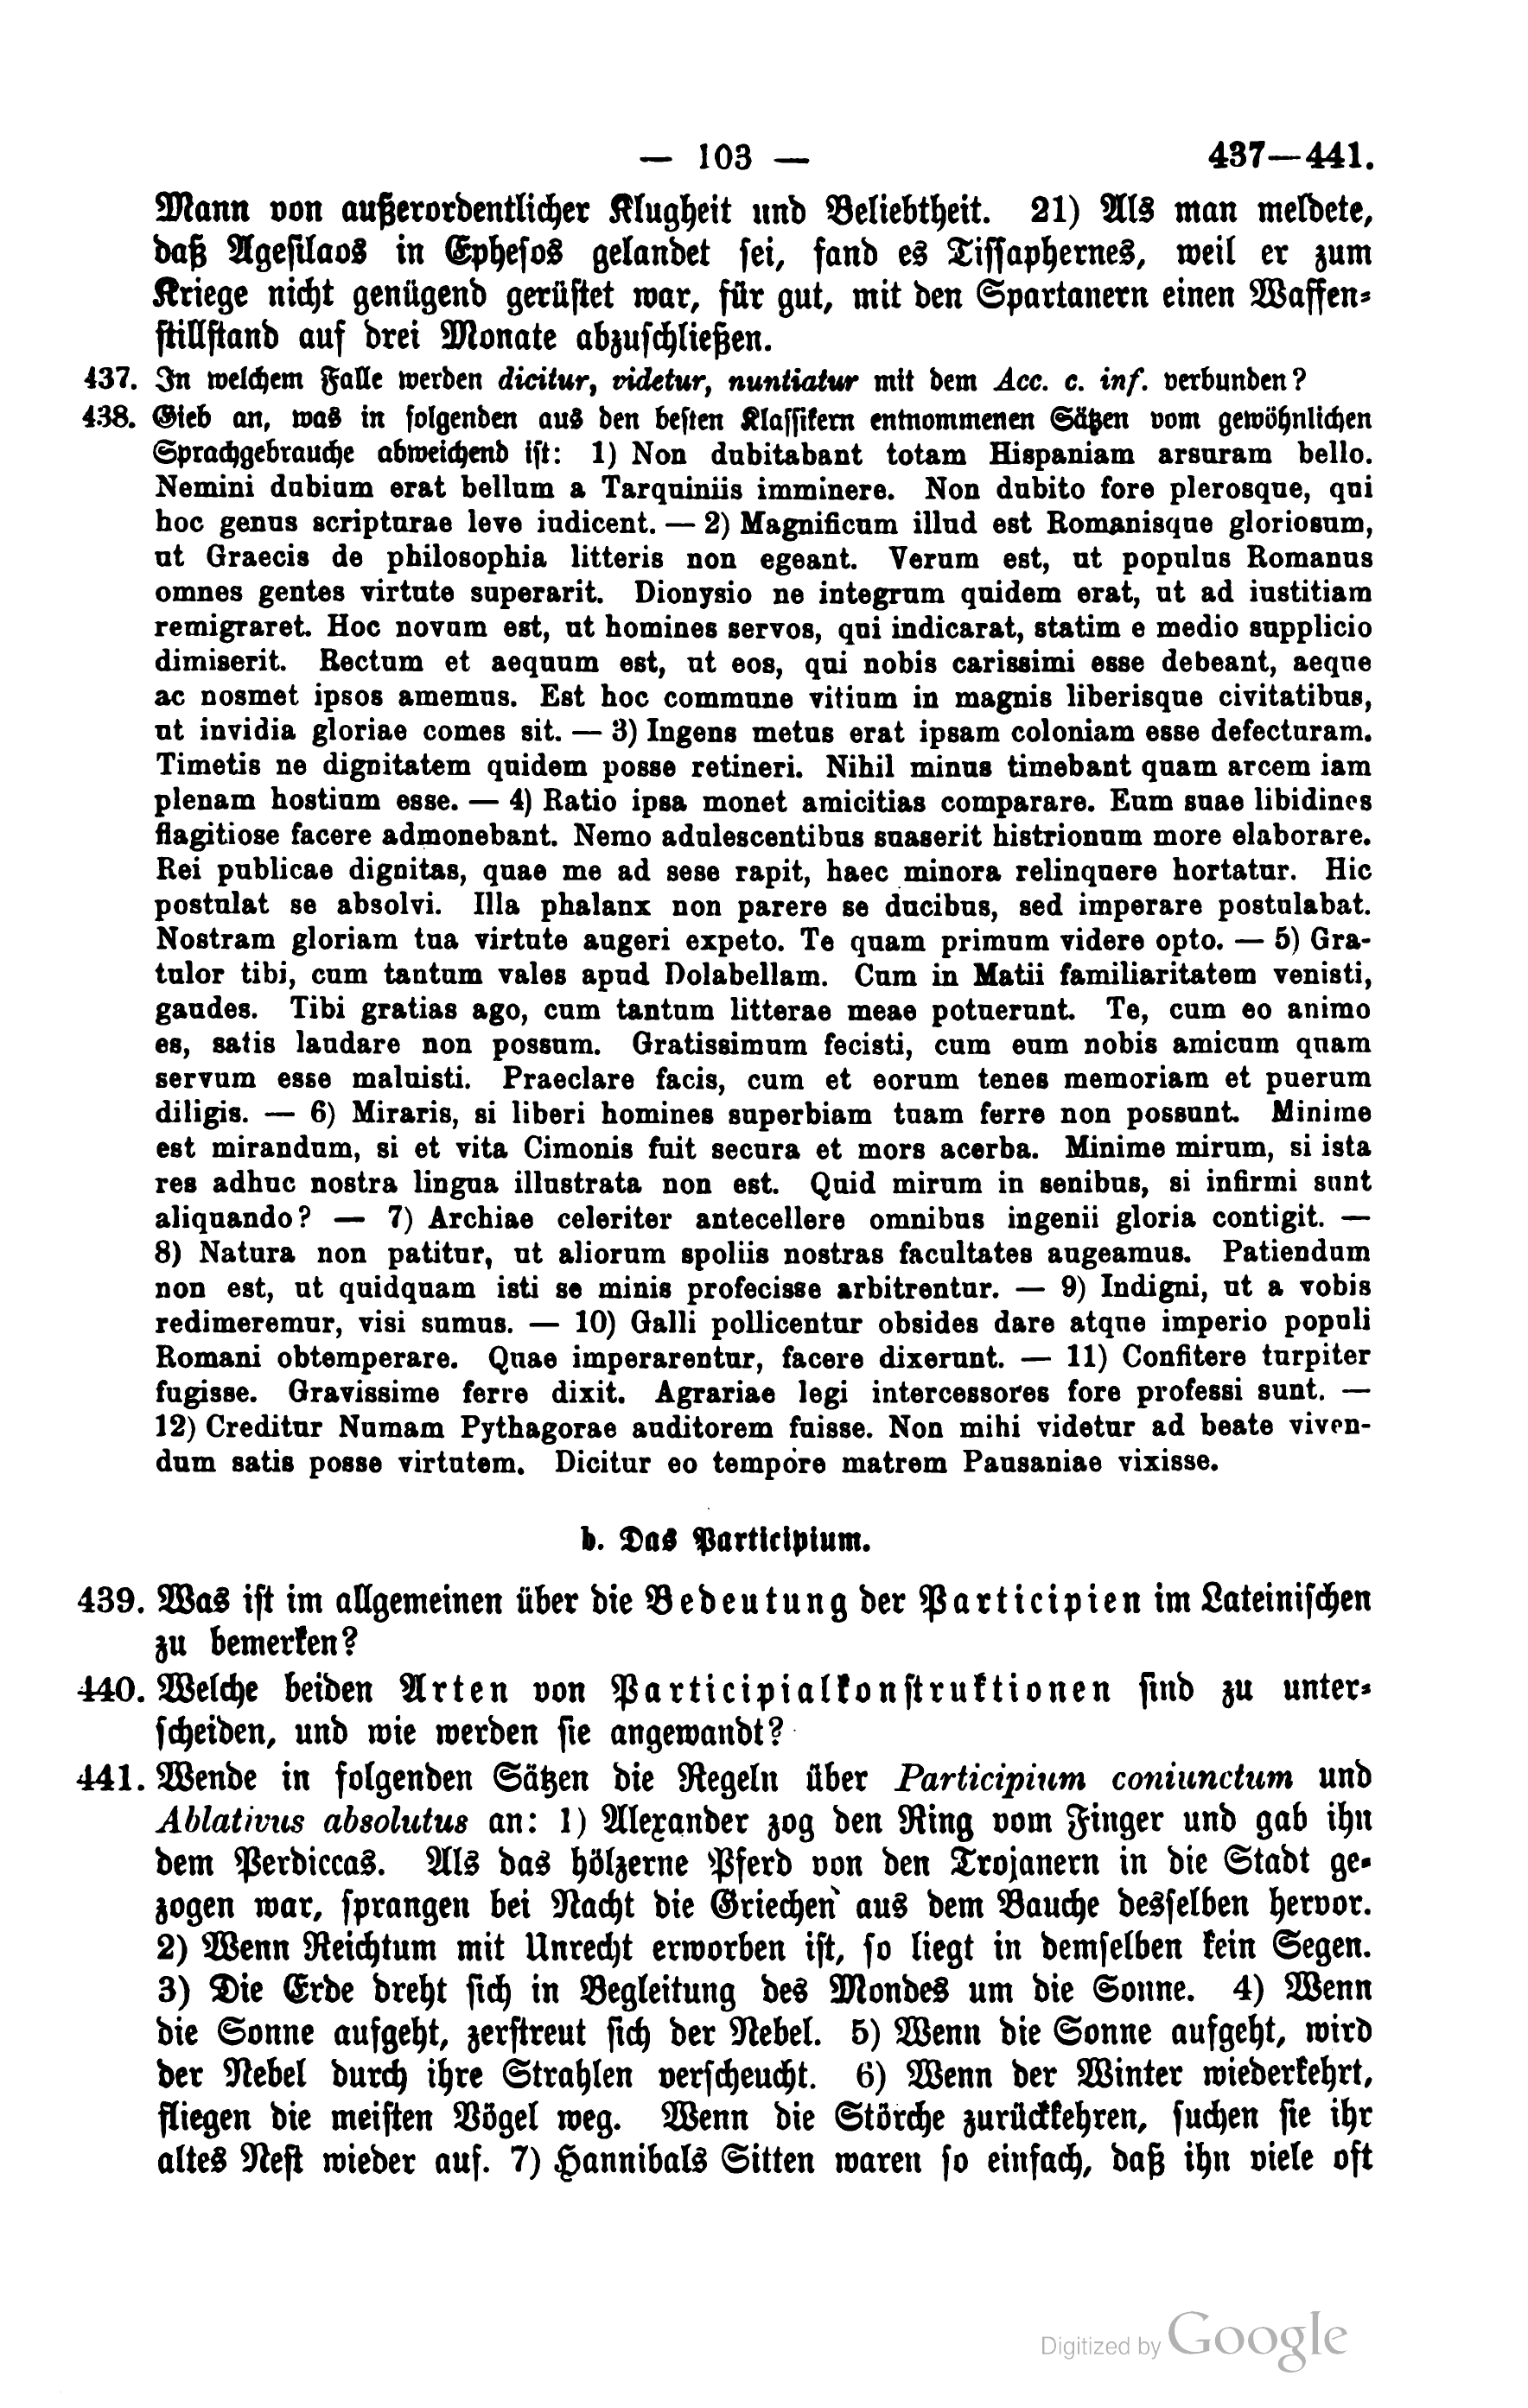 — 103 — 437—441.
Mann von außerordentlicher Klugheit und Beliebtheit. 21) Als man meldete,
daß Agesilaos in Ephesos gelandet sei, fand es Tissaphernes, weil er zum
Kriege nicht genügend gerüstet war, für gut, mit den Spartanern einen Waffen-
stillstand auf drei Monate abzuschließen.
437. In welchem Falle werden dicitur, videtur, nuntiatur mit dem Acc. c. inf. verbunden?
438. Gieb an, was in folgenden aus den besten Klassikern entnommenen Sätzen vom gewöhnlichen
Sprachgebrauche abweichend ist: 1) Non dubitabant totam Hispaniam arsuram bello.
Nemini dubium erat bellum a Tarquiniis imminere. Non dubito fore plerosque, qui
hoc genus scripturae leve iudicent. — 2) Magnificum illud est Romanisque gloriosum,
ut Graecis de philosophia litteris non egeant. Verum est, ut populus Romanus
omnes gentes virtute superarit. Dionysio ne integrum quidem erat, ut ad iustitiam
remigraret. Hoc novum est, ut homines servos, qui indicarat, statim e medio supplicio
dimiserit. Rectum et aequum est, ut eos, qui nobis carissimi esse debeant, aeque
ac nosmet ipsos amemus. Est hoc commune vitium in magnis liberisque civitatibus,
ut invidia gloriae comes sit. — 3) Ingens metus erat ipsam coloniam esse defecturam.
Timetis ne dignitatem quidem posse retineri. Nihil minus timebant quam arcem iam
plenam hostium esse. — 4) Ratio ipsa monet amicitias comparare. Eum suae libidines
flagitiose facere admonebant. Nemo adulescentibus suaserit histrionum more elaborare.
Rei publicae dignitas, quae me ad sese rapit, haec minora relinquere hortatur. Hic
postulat se absolvi. Illa phalanx non parere se ducibus, sed imperare postulabat.
Nostram gloriam tua virtute augeri expeto. Te quam primum videre opto. — 5) Gra-
tulor tibi, cum tantum vales apud Dolabellam. Cum in Matii familiaritatem venisti,
gaudes. Tibi gratias ago, cum tantum litterae meae potuerunt. Te, cum eo animo
es, satis laudare non possum. Gratissimum fecisti, cum eum nobis amicum quam
servum esse maluisti. Praeclare facis, cum et eorum tenes memoriam et puerum
diligis. — 6) Miraris, si liberi homines superbiam tuam ferre non possunt. Minime
est mirandum, si et vita Cimonis fuit secura et mors acerba. Minime mirum, si ista
res adhuc nostra lingua illustrata non est. Quid mirum in senibus, si infirmi sunt
aliquando? — 7) Archiae celeriter antecellere omnibus ingenii gloria contigit. —
8) Natura non patitur, ut aliorum spoliis nostras facultates augeamus. Patiendum
non est, ut quidquam isti se minis profecisse arbitrentur. — 9) Indigni, ut a vobis
redimeremur, visi sumus. — 10) Galli pollicentur obsides dare atque imperio populi
Romani obtemperare. Quae imperarentur, facere dixerunt. — 11) Confitere turpiter
fugisse. Gravissime ferre dixit. Agrariae legi intercessores fore professi sunt. —
12) Creditur Numam Pythagorae auditorem fuisse. Non mihi videtur ad beate viven-
dum satis posse virtutem. Dicitur eo tempore matrem Pausaniae vixisse.
b. Das Participium.
439. Was ist im allgemeinen über die Bedeutung der Participien im Lateinischen
zu bemerken?
440. Welche beiden Arten von Participialkonstruktionen sind zu unter-
scheiden, und wie werden sie angewandt?
441. Wende in folgenden Sätzen die Regeln über Participium coniunctum und
Ablativus absolutus an: 1) Alexander zog den Ring vom Finger und gab ihn
dem Perdiccas. Als das hölzerne Pferd von den Trojanern in die Stadt ge-
zogen war, sprangen bei Nacht die Griechen aus dem Bauche desselben hervor.
2) Wenn Reichtum mit Unrecht erworben ist, so liegt in demselben kein Segen.
3) Die Erde dreht sich in Begleitung des Mondes um die Sonne. 4) Wenn
die Sonne aufgeht, zerstreut sich der Nebel. 5) Wenn die Sonne aufgeht, wird
der Nebel durch ihre Strahlen verscheucht. 6) Wenn der Winter wiederkehrt,
fliegen die meisten Vögel weg. Wenn die Störche zurückkehren, suchen sie ihr
altes Nest wieder auf. 7) Hannibals Sitten waren so einfach, daß ihn viele oft
Digitized by Google